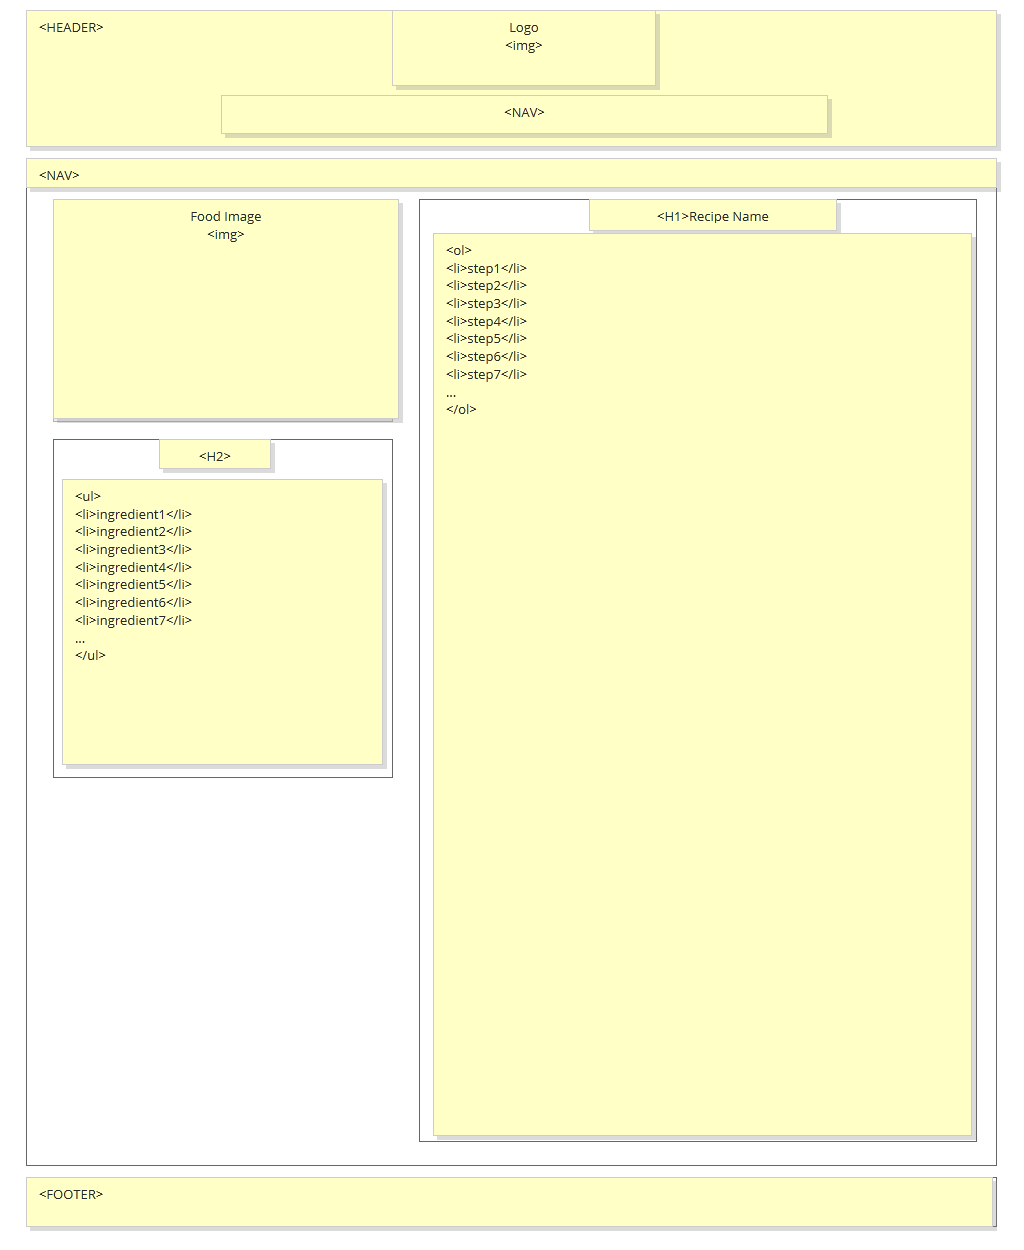 <HEADER>
Logo
<img>
<NAV>
<NAV>
Food Image
<img>
<H2>
<ul>
<li>ingredient1</li>
<li>ingredient2</li>
<li>ingredient3</li>
<li>ingredient4</li>
<li>ingredient5</li>
<li>ingredient6</li>
<li>ingredient7</li>
...
</ul>
<H1>Recipe Name
<ol>
<li>step1</li>
<li>step2</li>
<li>step3</li>
<li>step4</li>
<li>step5</li>
<li>step6</li>
<li>step7</li>
...
</ol>
<FOOTER>